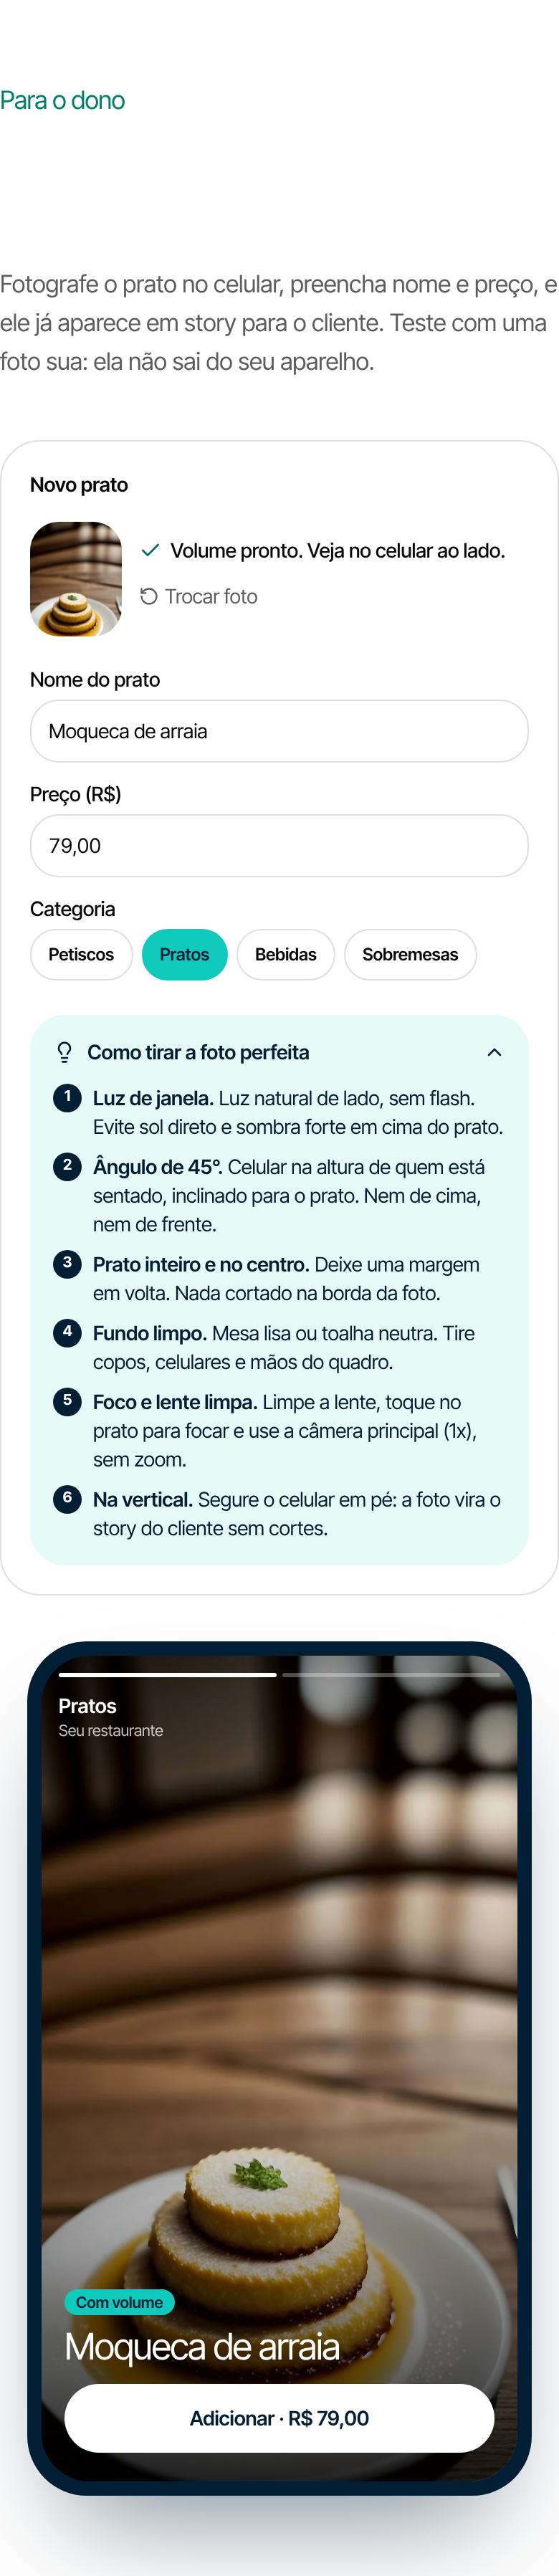 Para o dono
Fotografe o prato no celular, preencha nome e preço, e
ele já aparece em story para o cliente. Teste com uma
foto sua: ela não sai do seu aparelho.
Novo prato
Volume pronto. Veja no celular ao lado.
Trocar foto
Nome do prato
Moqueca de arraia
Preço (R$)
79,00
Categoria
Petiscos
Pratos
Bebidas
Sobremesas
Como tirar a foto perfeita
1 Luz de janela. Luz natural de lado, sem flash.
Evite sol direto e sombra forte em cima do prato.
2 Ângulo de 45°. Celular na altura de quem está
sentado, inclinado para o prato. Nem de cima,
nem de frente.
3 Prato inteiro e no centro. Deixe uma margem
em volta. Nada cortado na borda da foto.
4 Fundo limpo. Mesa lisa ou toalha neutra. Tire
copos, celulares e mãos do quadro.
5 Foco e lente limpa. Limpe a lente, toque no
prato para focar e use a câmera principal (1x),
sem zoom.
6 Na vertical. Segure o celular em pé: a foto vira o
story do cliente sem cortes.
Pratos
Seu restaurante
Com volume
Moqueca de arraia
Adicionar · R$ 79,00